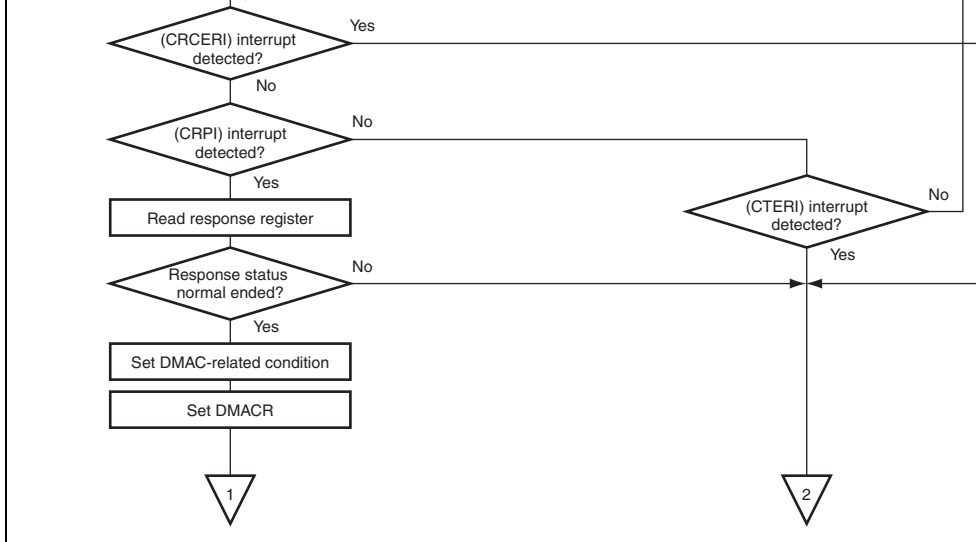 Yes
(CRCERI) interrupt
detected?
No
No
(CRPI) interrupt
detected?
Yes
Read response register
No
(CTERI) interrupt
detected?
Yes
No
Response status
normal ended?
Yes
Set DMAC-related condition
Set DMACR
1
2